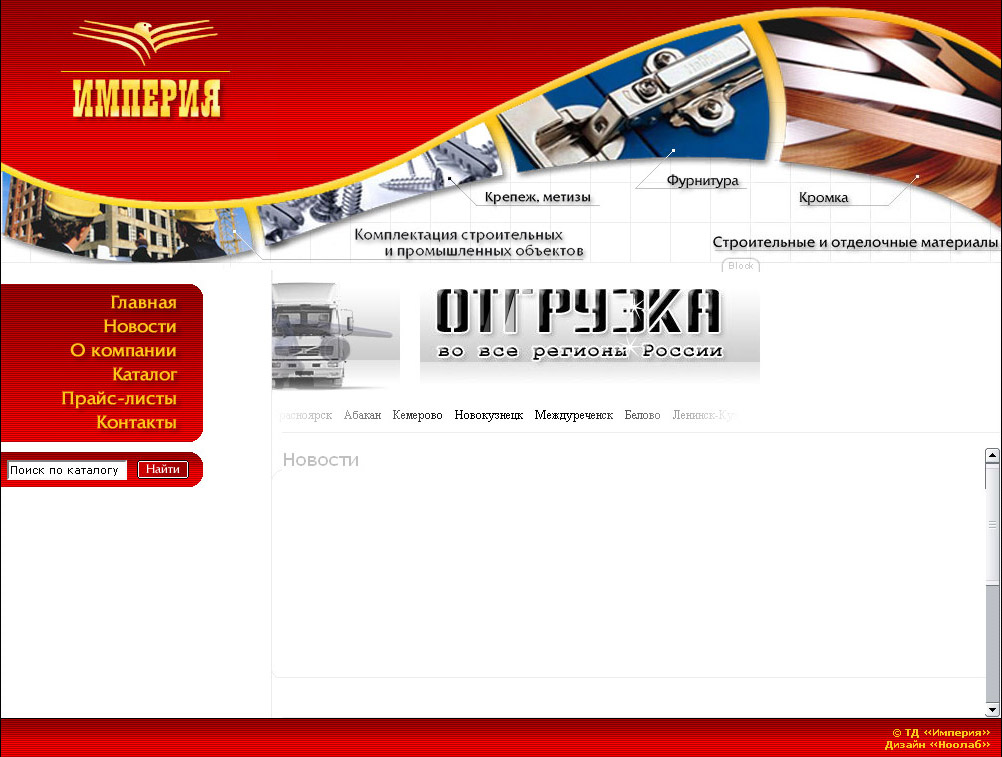 ИМПЕРИЯ
Крепеж, метизы
Фурнитура
Кромка
Комплектация строительных
и промышленных объектов
Строительные и отделочные материалы
Block
Главная
Новости
О компании
Каталог
Прайс-листы
Контакты
Поиск по каталогу
Найти
ОТГРУЗКА
во все регионы России
расноярск Абакан Кемерово Новокузнецк Междуреченск Белово Ленинск-Ку
Новости
© ТД «Империя»
Дизайн «Ноолаб»